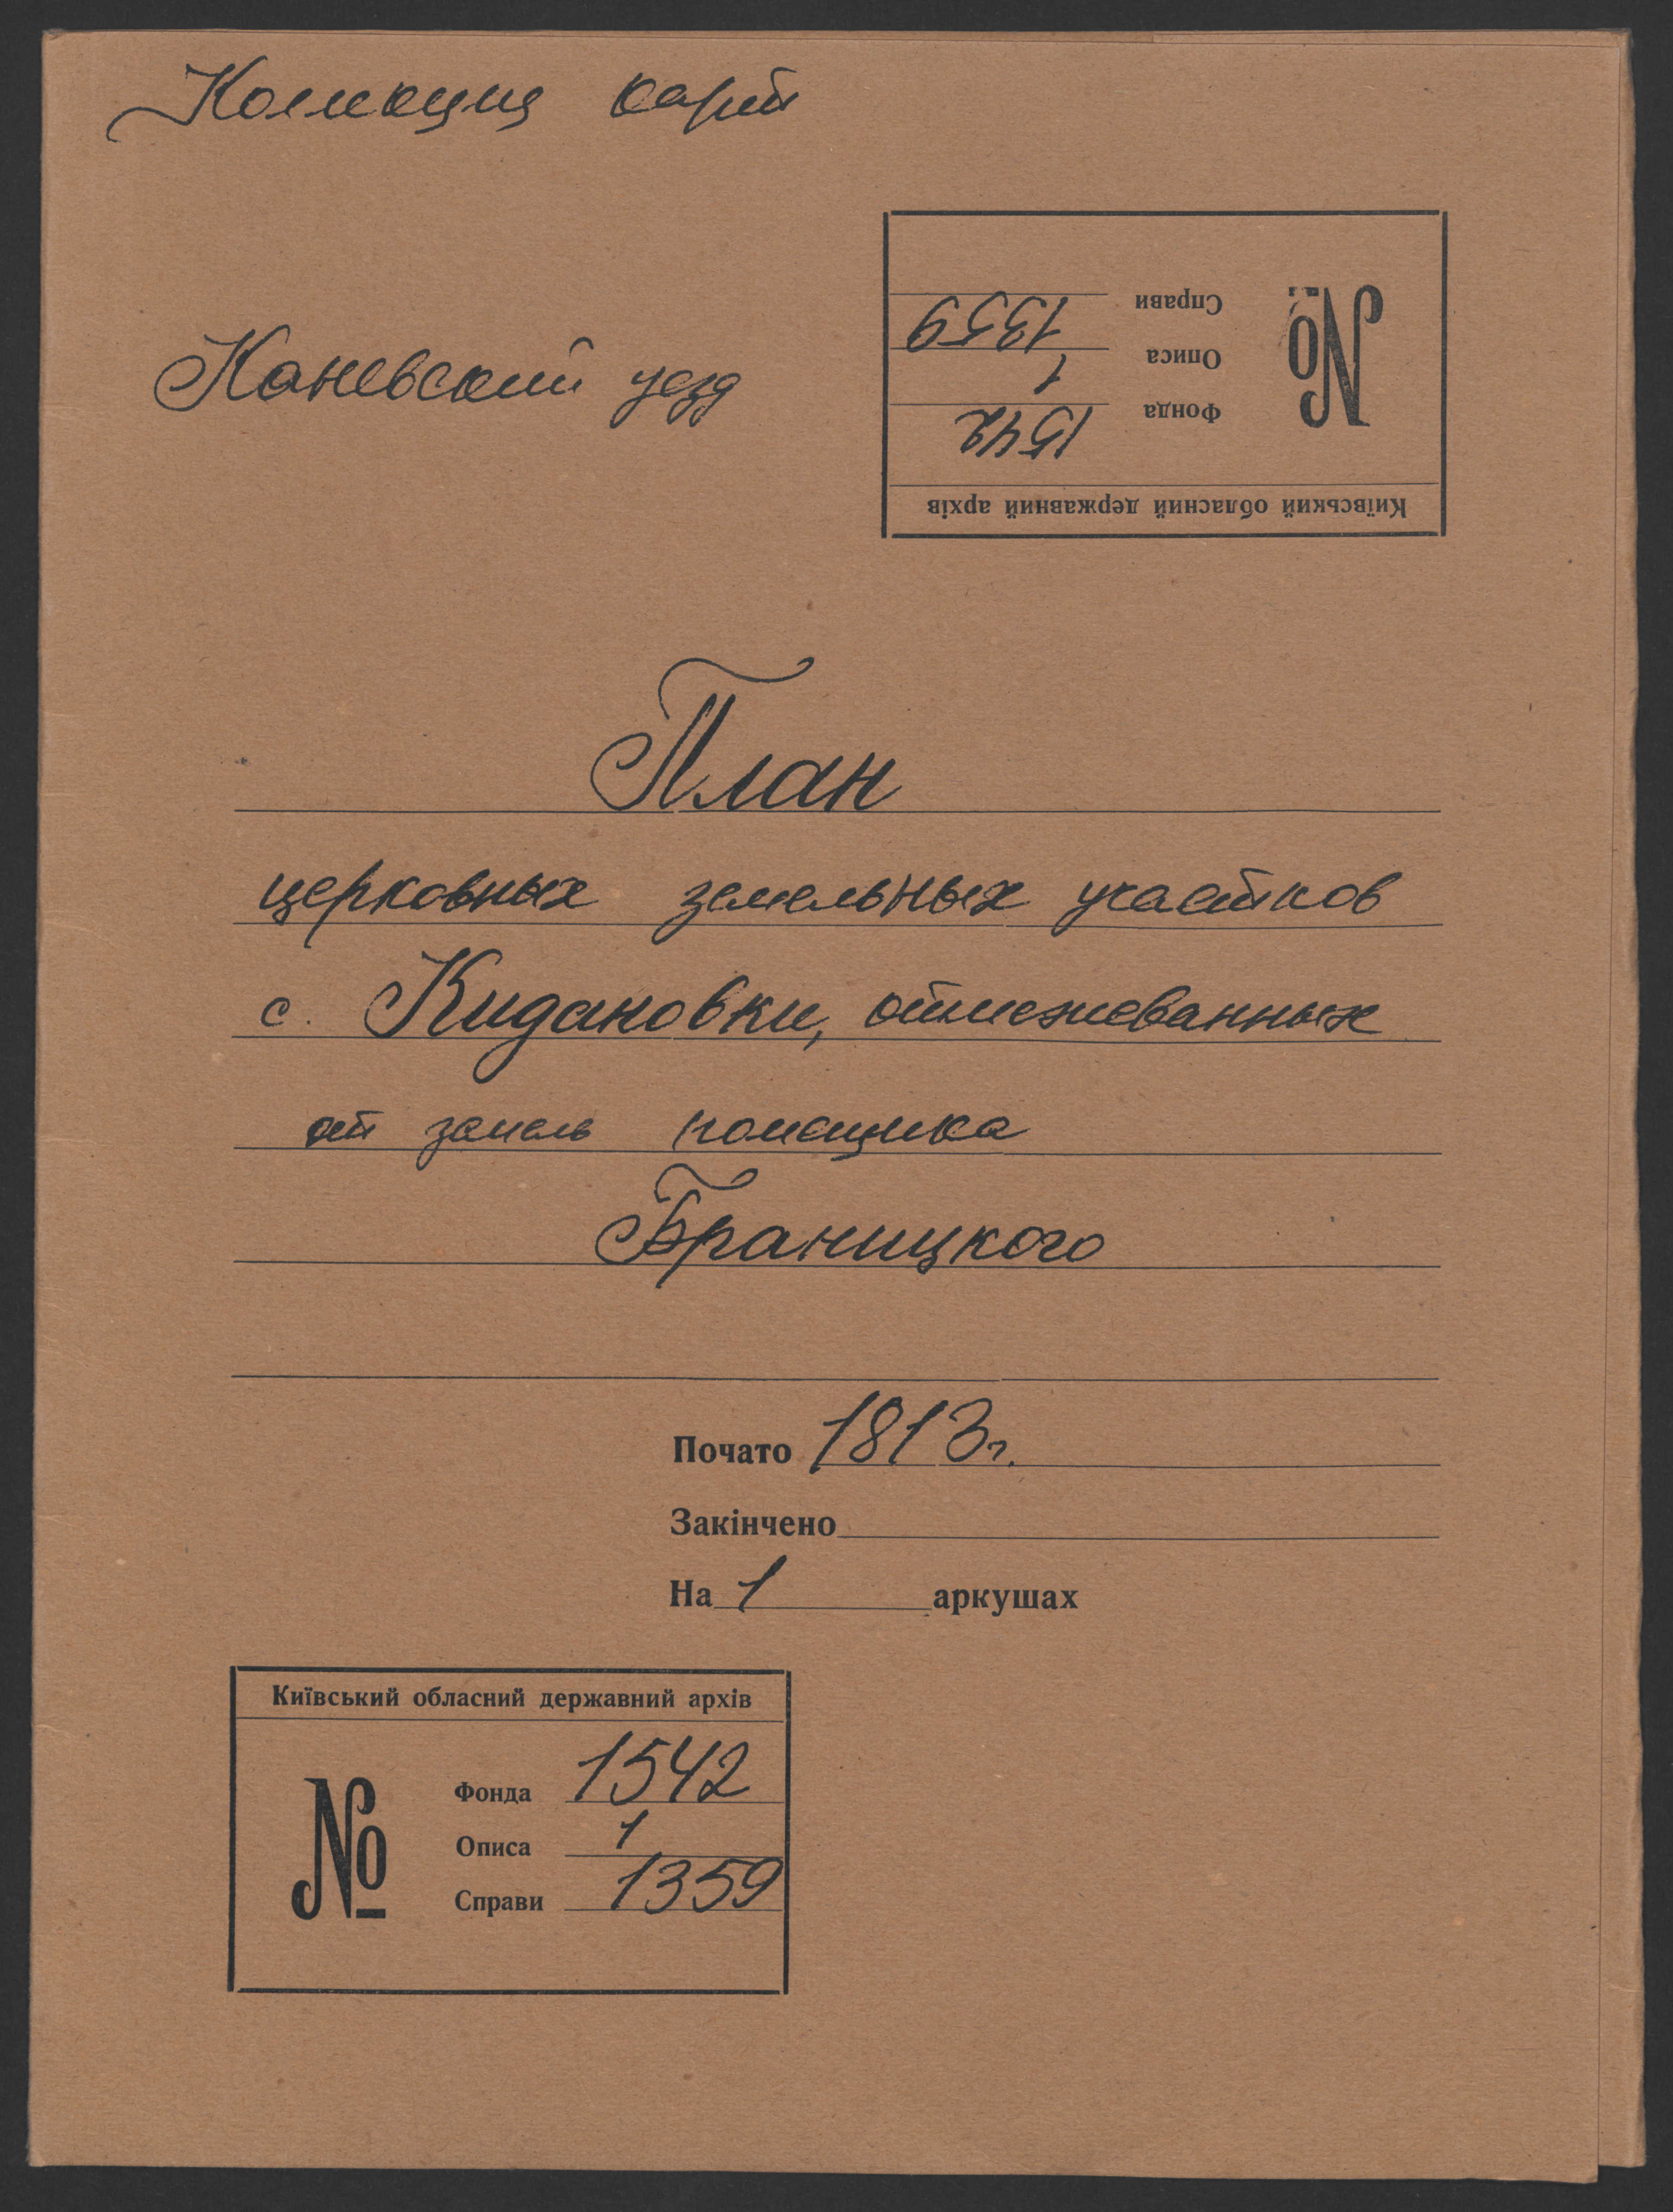 Колекция карт
Каневский уезд
Київський обласний державний архів
№
Фонда 1542
Описа 1
Справи 1359
План
церковных земельных участков
с. Кидановки, отмежеванных
от земель помещика
Браницкого
Почато 1813г.
Закінчено
На 1 аркушах
Київський обласний державний архів
№
Фонда 1542
Описа 1
Справи 1359